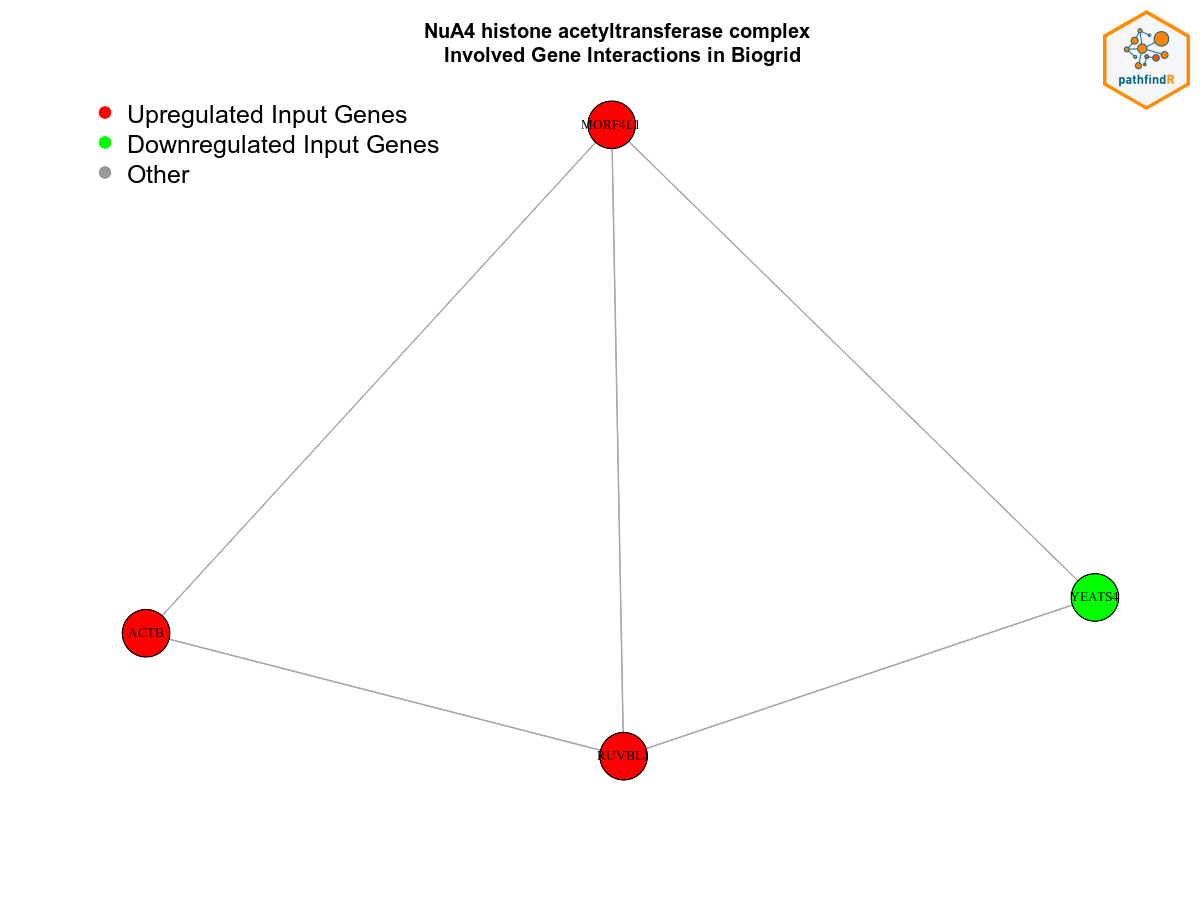 NuA4 histone acetyltransferase complex
Involved Gene Interactions in Biogrid
pathfindR
Upregulated Input Genes
Downregulated Input Genes
Other
MORF4L1
YEATS4
ACTB
RUVBL1